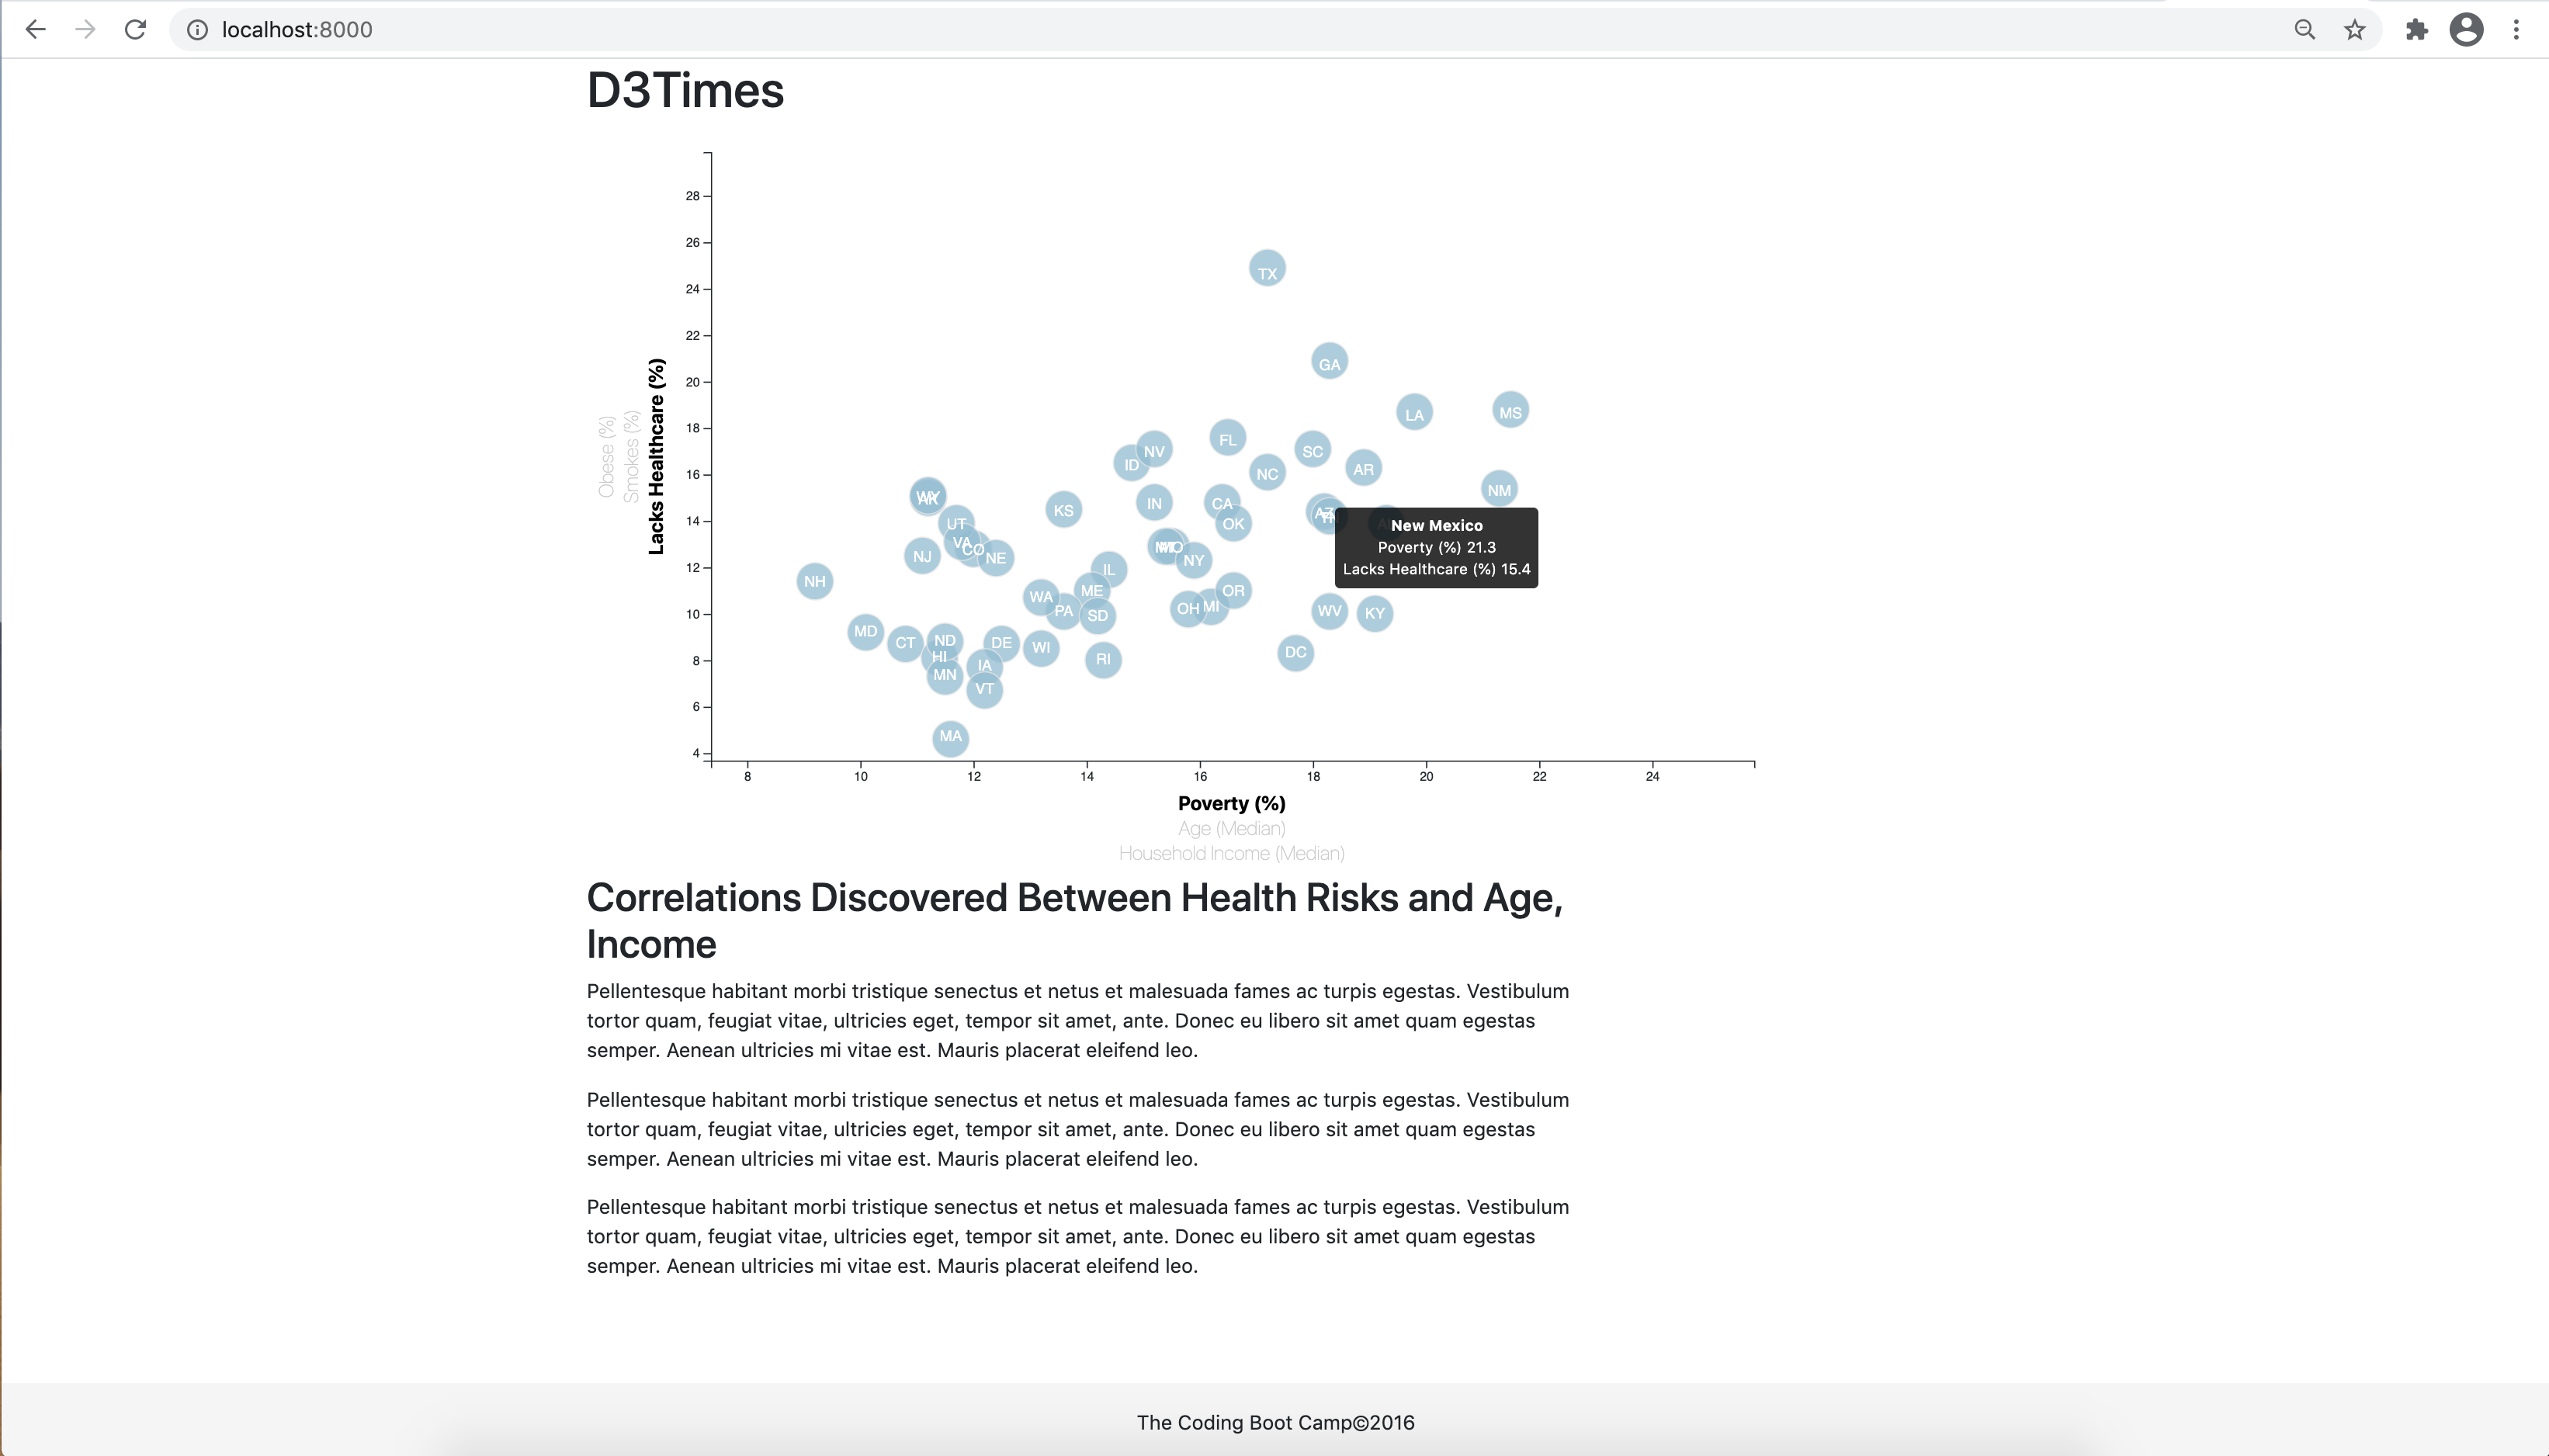 localhost:8000
D3Times
28
26
24
22
20
18
16
14
12
10
8
6
4
Obese (%)
Smokes (%)
Lacks Healthcare (%)
TX
GA
LA
MS
FL
NV
SC
ID
AR
NC
NM
WY
AK
IN
CA
KS
AZ
TN
UT
OK
VA
MO
CO
NJ
NE
NY
IL
NH
ME
OR
WA
PA
SD
OH
MI
WV
KY
MD
CT
ND
DE
WI
HI
RI
DC
IA
MN
VT
MA
New Mexico
Poverty (%) 21.3
Lacks Healthcare (%) 15.4
8 10 12 14 16 18 20 22 24
Poverty (%)
Age (Median)
Household Income (Median)
Correlations Discovered Between Health Risks and Age,
Income
Pellentesque habitant morbi tristique senectus et netus et malesuada fames ac turpis egestas. Vestibulum
tortor quam, feugiat vitae, ultricies eget, tempor sit amet, ante. Donec eu libero sit amet quam egestas
semper. Aenean ultricies mi vitae est. Mauris placerat eleifend leo.
Pellentesque habitant morbi tristique senectus et netus et malesuada fames ac turpis egestas. Vestibulum
tortor quam, feugiat vitae, ultricies eget, tempor sit amet, ante. Donec eu libero sit amet quam egestas
semper. Aenean ultricies mi vitae est. Mauris placerat eleifend leo.
Pellentesque habitant morbi tristique senectus et netus et malesuada fames ac turpis egestas. Vestibulum
tortor quam, feugiat vitae, ultricies eget, tempor sit amet, ante. Donec eu libero sit amet quam egestas
semper. Aenean ultricies mi vitae est. Mauris placerat eleifend leo.
The Coding Boot Camp©2016